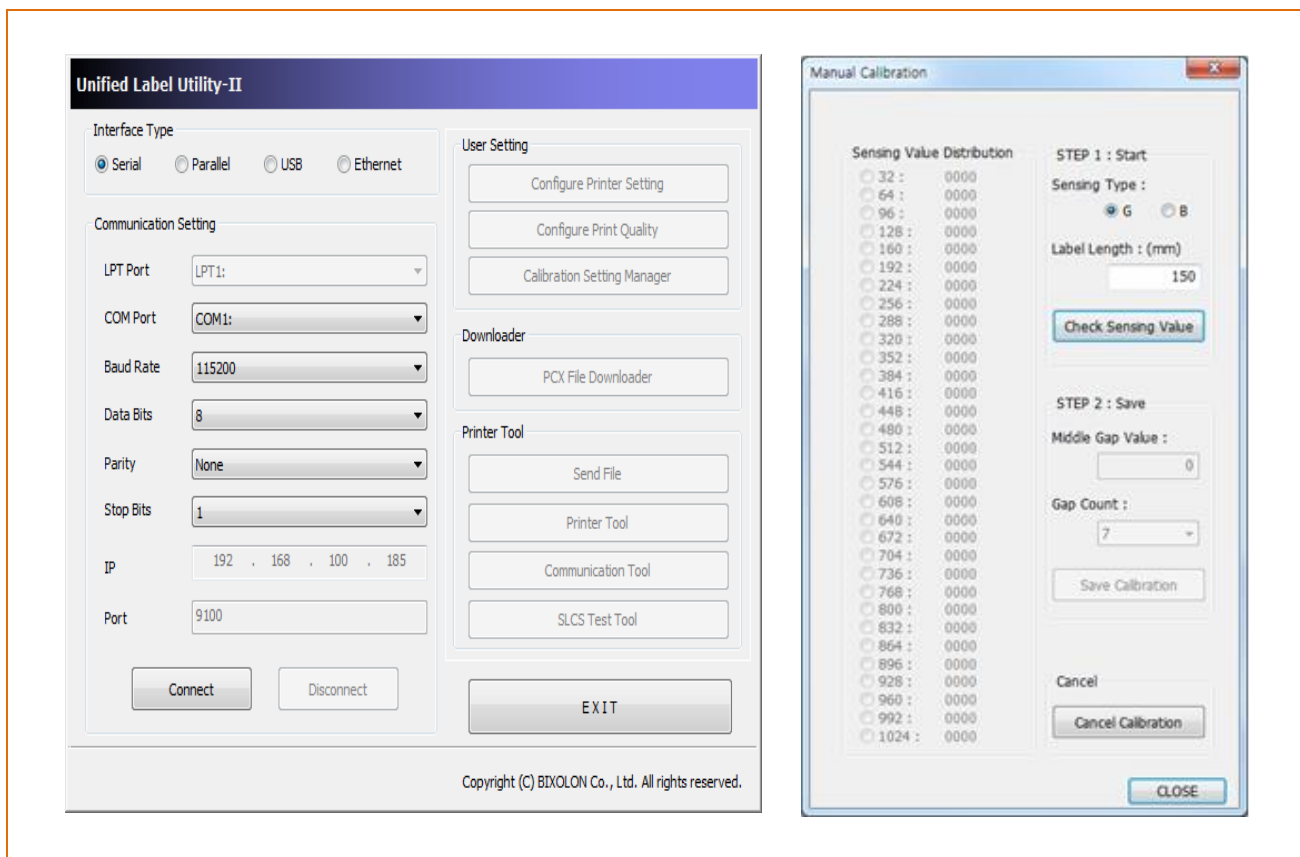 Unified Label Utility-II
Interface Type
Serial Parallel USB Ethernet
Communication Setting
LPT Port LPT1:
COM Port COM1:
Baud Rate 115200
Data Bits 8
Parity None
Stop Bits 1
IP 192 . 168 . 100 . 185
Port 9100
Connect Disconnect
User Setting
Configure Printer Setting
Configure Print Quality
Calibration Setting Manager
Downloader
PCX File Downloader
Printer Tool
Send File
Printer Tool
Communication Tool
SLCS Test Tool
EXIT
Copyright (C) BIXOLON Co., Ltd. All rights reserved.
Manual Calibration
Sensing Value Distribution
32 : 0000
64 : 0000
96 : 0000
128 : 0000
160 : 0000
192 : 0000
224 : 0000
256 : 0000
288 : 0000
320 : 0000
352 : 0000
384 : 0000
416 : 0000
448 : 0000
480 : 0000
512 : 0000
544 : 0000
576 : 0000
608 : 0000
640 : 0000
672 : 0000
704 : 0000
736 : 0000
768 : 0000
800 : 0000
832 : 0000
864 : 0000
896 : 0000
928 : 0000
960 : 0000
992 : 0000
1024 : 0000
STEP 1 : Start
Sensing Type :
G B
Label Length : (mm)
150
Check Sensing Value
STEP 2 : Save
Middle Gap Value :
0
Gap Count :
7
Save Calibration
Cancel
Cancel Calibration
CLOSE